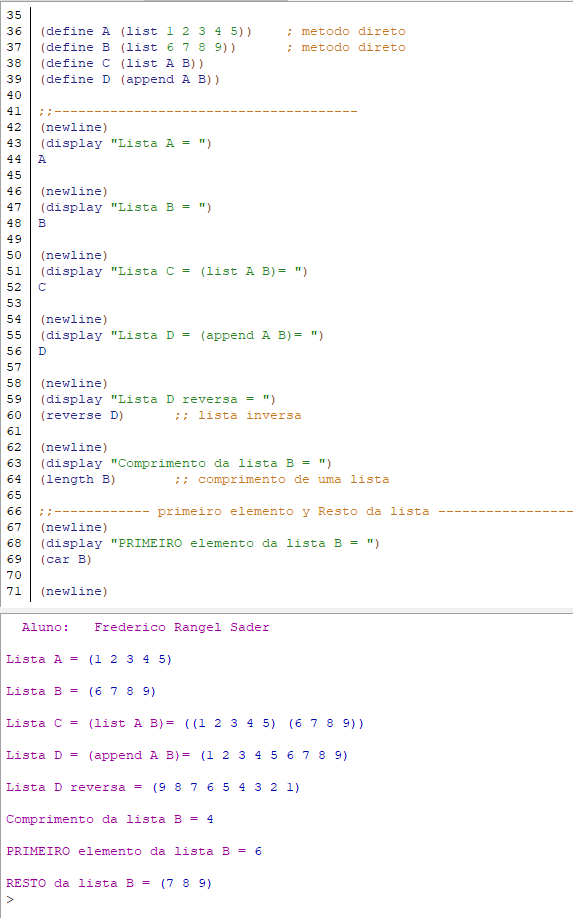 35
36 (define A (list 1 2 3 4 5))    ; metodo direto
37 (define B (list 6 7 8 9))      ; metodo direto
38 (define C (list A B))
39 (define D (append A B))
40
41 ;;--------------------------------------
42 (newline)
43 (display "Lista A = ")
44 A
45
46 (newline)
47 (display "Lista B = ")
48 B
49
50 (newline)
51 (display "Lista C = (list A B)= ")
52 C
53
54 (newline)
55 (display "Lista D = (append A B)= ")
56 D
57
58 (newline)
59 (display "Lista D reversa = ")
60 (reverse D)      ;; lista inversa
61
62 (newline)
63 (display "Comprimento da lista B = ")
64 (length B)       ;; comprimento de uma lista
65
66 ;;------------ primeiro elemento y Resto da lista -----------------
67 (newline)
68 (display "PRIMEIRO elemento da lista B = ")
69 (car B)
70
71 (newline)
Aluno:   Frederico Rangel Sader
Lista A = (1 2 3 4 5)
Lista B = (6 7 8 9)
Lista C = (list A B)= ((1 2 3 4 5) (6 7 8 9))
Lista D = (append A B)= (1 2 3 4 5 6 7 8 9)
Lista D reversa = (9 8 7 6 5 4 3 2 1)
Comprimento da lista B = 4
PRIMEIRO elemento da lista B = 6
RESTO da lista B = (7 8 9)
>